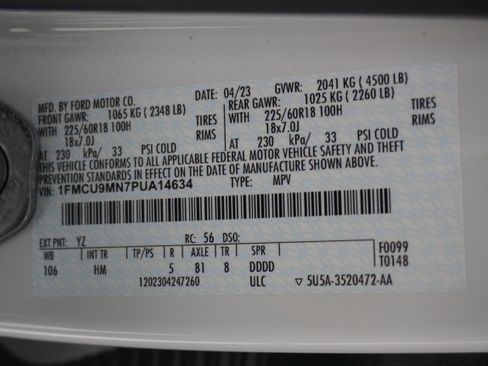 MFD. BY FORD MOTOR CO. 04/23 GVWR: 2041 KG ( 4500 LB)
FRONT GAWR: 1065 KG ( 2348 LB) REAR GAWR: 1025 KG ( 2260 LB)
WITH 225/60R18 100H TIRES WITH 225/60R18 100H TIRES
18x7.0J RIMS 18x7.0J RIMS
AT 230 kPa/ 33 PSI COLD AT 230 kPa/ 33 PSI COLD
THIS VEHICLE CONFORMS TO ALL APPLICABLE FEDERAL MOTOR VEHICLE SAFETY AND THEFT
PREVENTION STANDARDS IN EFFECT ON THE DATE OF MANUFACTURE SHOWN ABOVE.
VIN: 1FMCU9MN7PUA14634 TYPE: MPV
EXT PNT: YZ RC: 56 DSO: F0099
WB INT TR TP/PS R AXLE TR SPR T0148
106 HM 5 81 8 DDDD
1202304247260 ULC ▽ 5U5A-3520472-AA